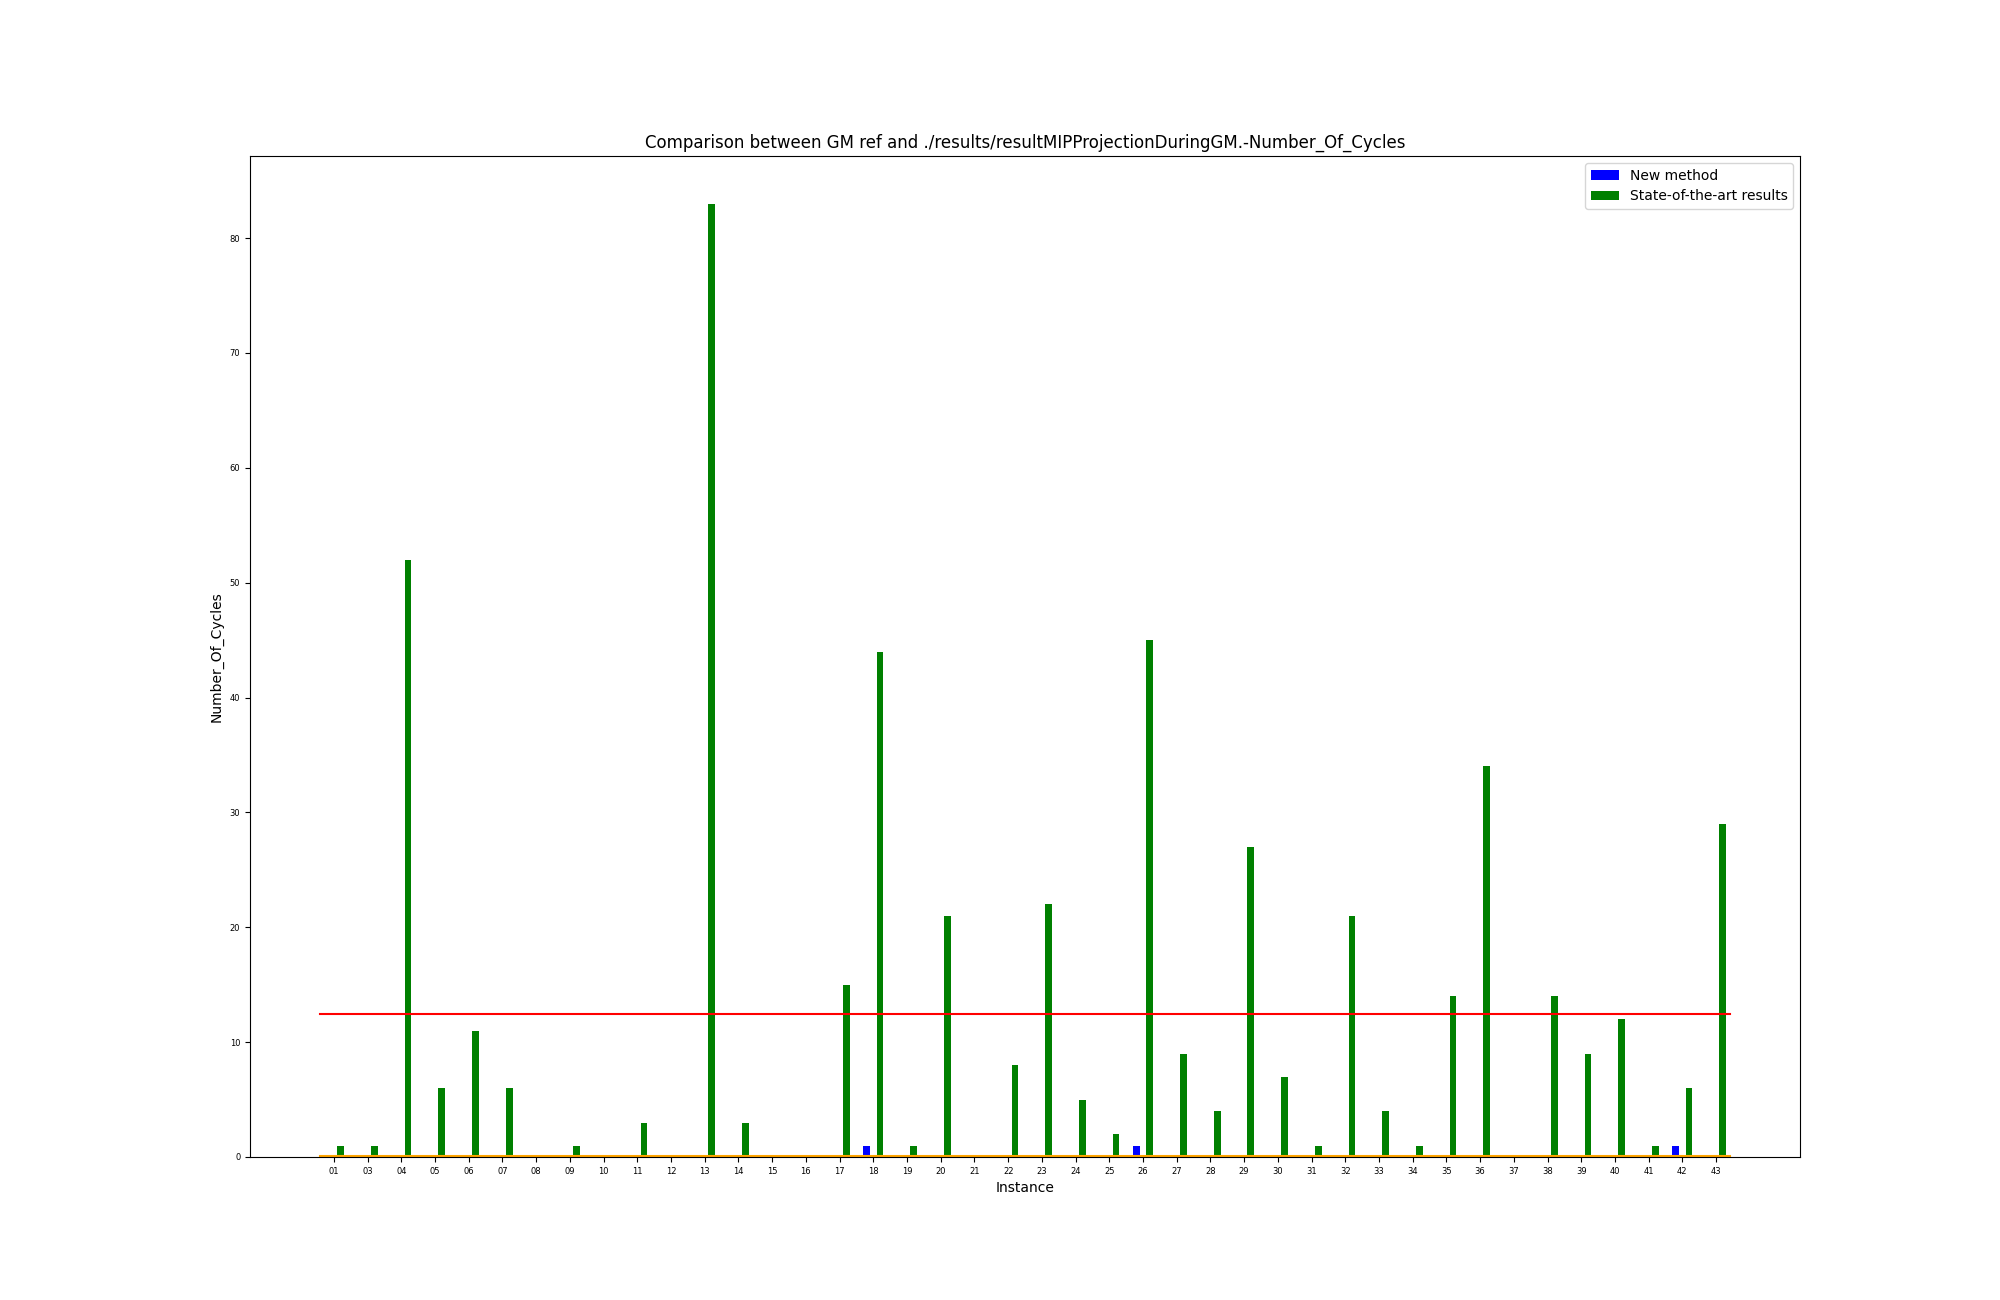 Comparison between GM ref and ./results/resultMIPProjectionDuringGM.-Number_Of_Cycles
New method
State-of-the-art results
80
70
60
50
40
30
20
10
0
Number_Of_Cycles
01 03 04 05 06 07 08 09 10 11 12 13 14 15 16 17 18 19 20 21 22 23 24 25 26 27 28 29 30 31 32 33 34 35 36 37 38 39 40 41 42 43
Instance